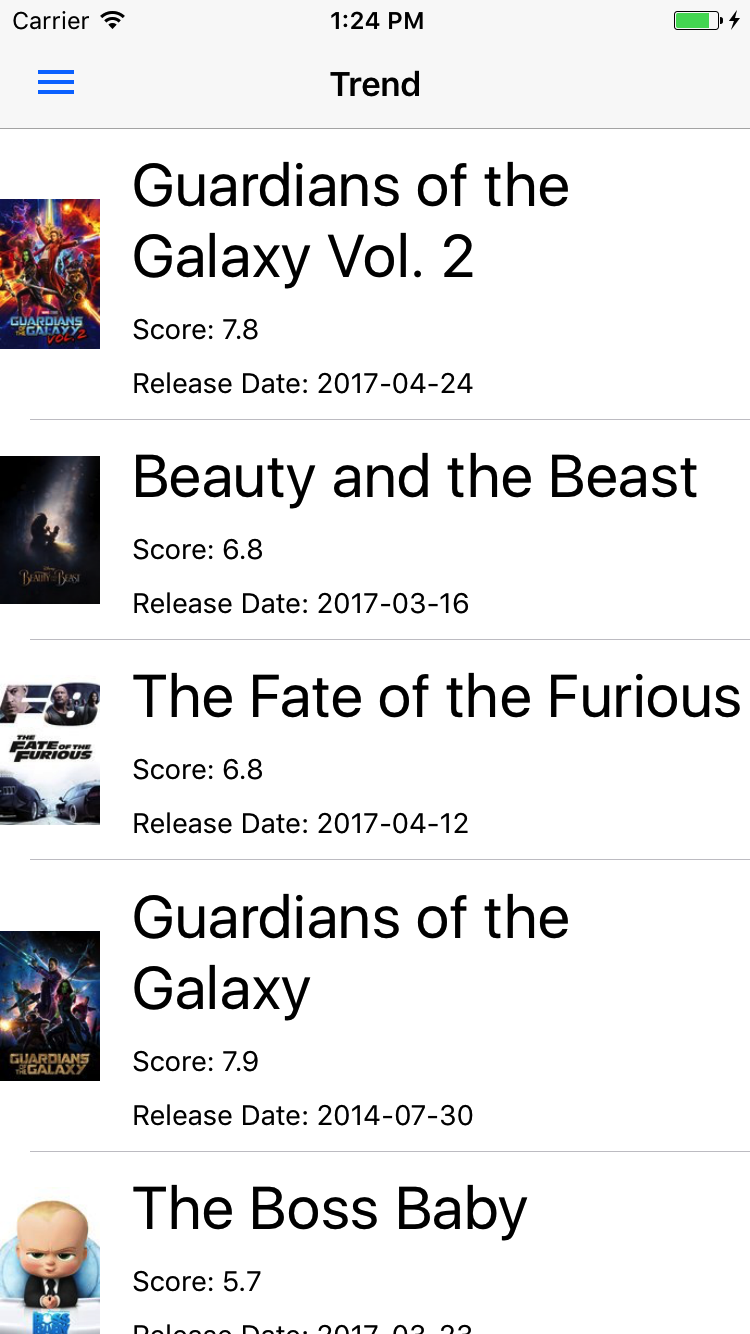 Carrier 1:24 PM
Trend
Guardians of the
Galaxy Vol. 2
GUARDIANS
OF THE GALAXY
VOL. 2
Score: 7.8
Release Date: 2017-04-24
Beauty and the Beast
Disney
BEAUTY AND THE BEAST
Score: 6.8
Release Date: 2017-03-16
The Fate of the Furious
F8
THE
FATE OF THE
FURIOUS
Score: 6.8
Release Date: 2017-04-12
Guardians of the
Galaxy
GUARDIANS
OF THE GALAXY
Score: 7.9
Release Date: 2014-07-30
The Boss Baby
Score: 5.7
BOSS
Release Date: 2017-03-23